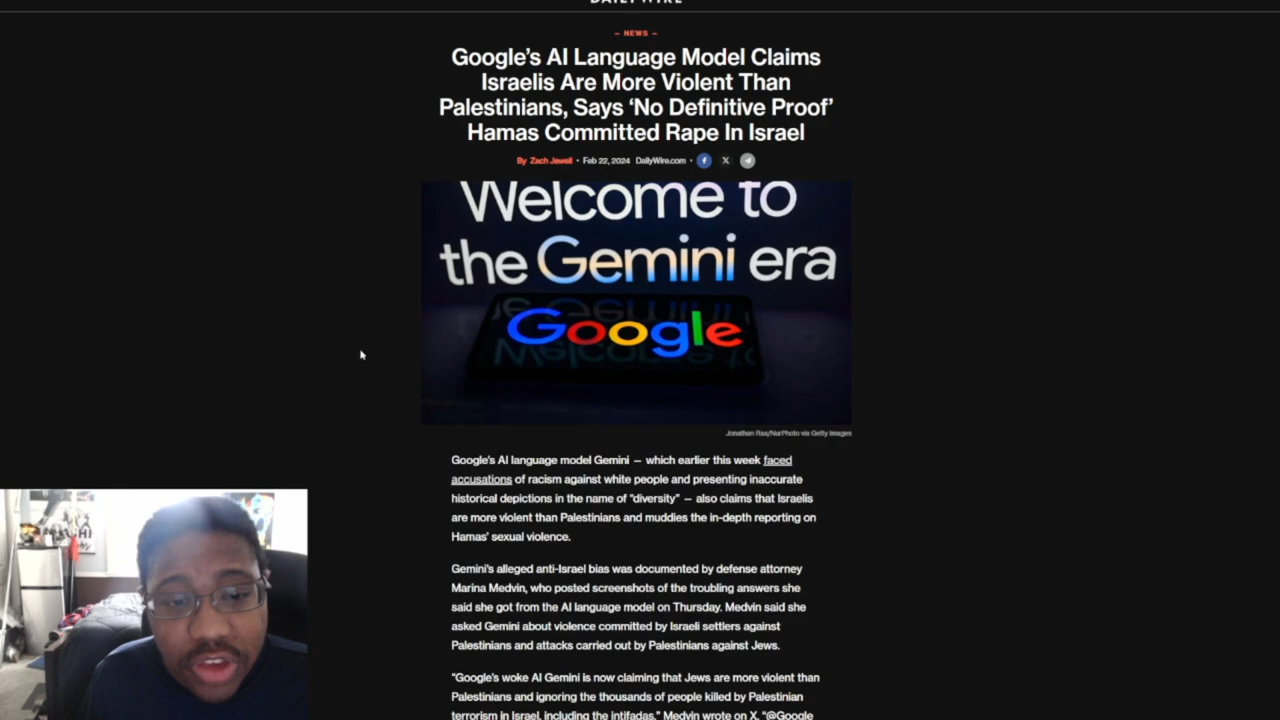 DAILY WIRE
– NEWS –
Google’s AI Language Model Claims
Israelis Are More Violent Than
Palestinians, Says ‘No Definitive Proof’
Hamas Committed Rape In Israel
By Zach Jewell • Feb 22, 2024 DailyWire.com •
Welcome to
the Gemini era
Google
Jonathan Raa/NurPhoto via Getty Images
Google’s AI language model Gemini — which earlier this week faced
accusations of racism against white people and presenting inaccurate
historical depictions in the name of “diversity” — also claims that Israelis
are more violent than Palestinians and muddies the in-depth reporting on
Hamas’ sexual violence.
Gemini’s alleged anti-Israel bias was documented by defense attorney
Marina Medvin, who posted screenshots of the troubling answers she
said she got from the AI language model on Thursday. Medvin said she
asked Gemini about violence committed by Israeli settlers against
Palestinians and attacks carried out by Palestinians against Jews.
“Google’s woke AI Gemini is now claiming that Jews are more violent than
Palestinians and ignoring the thousands of people killed by Palestinian
terrorism in Israel, including the intifadas,” Medvin wrote on X. “@Google